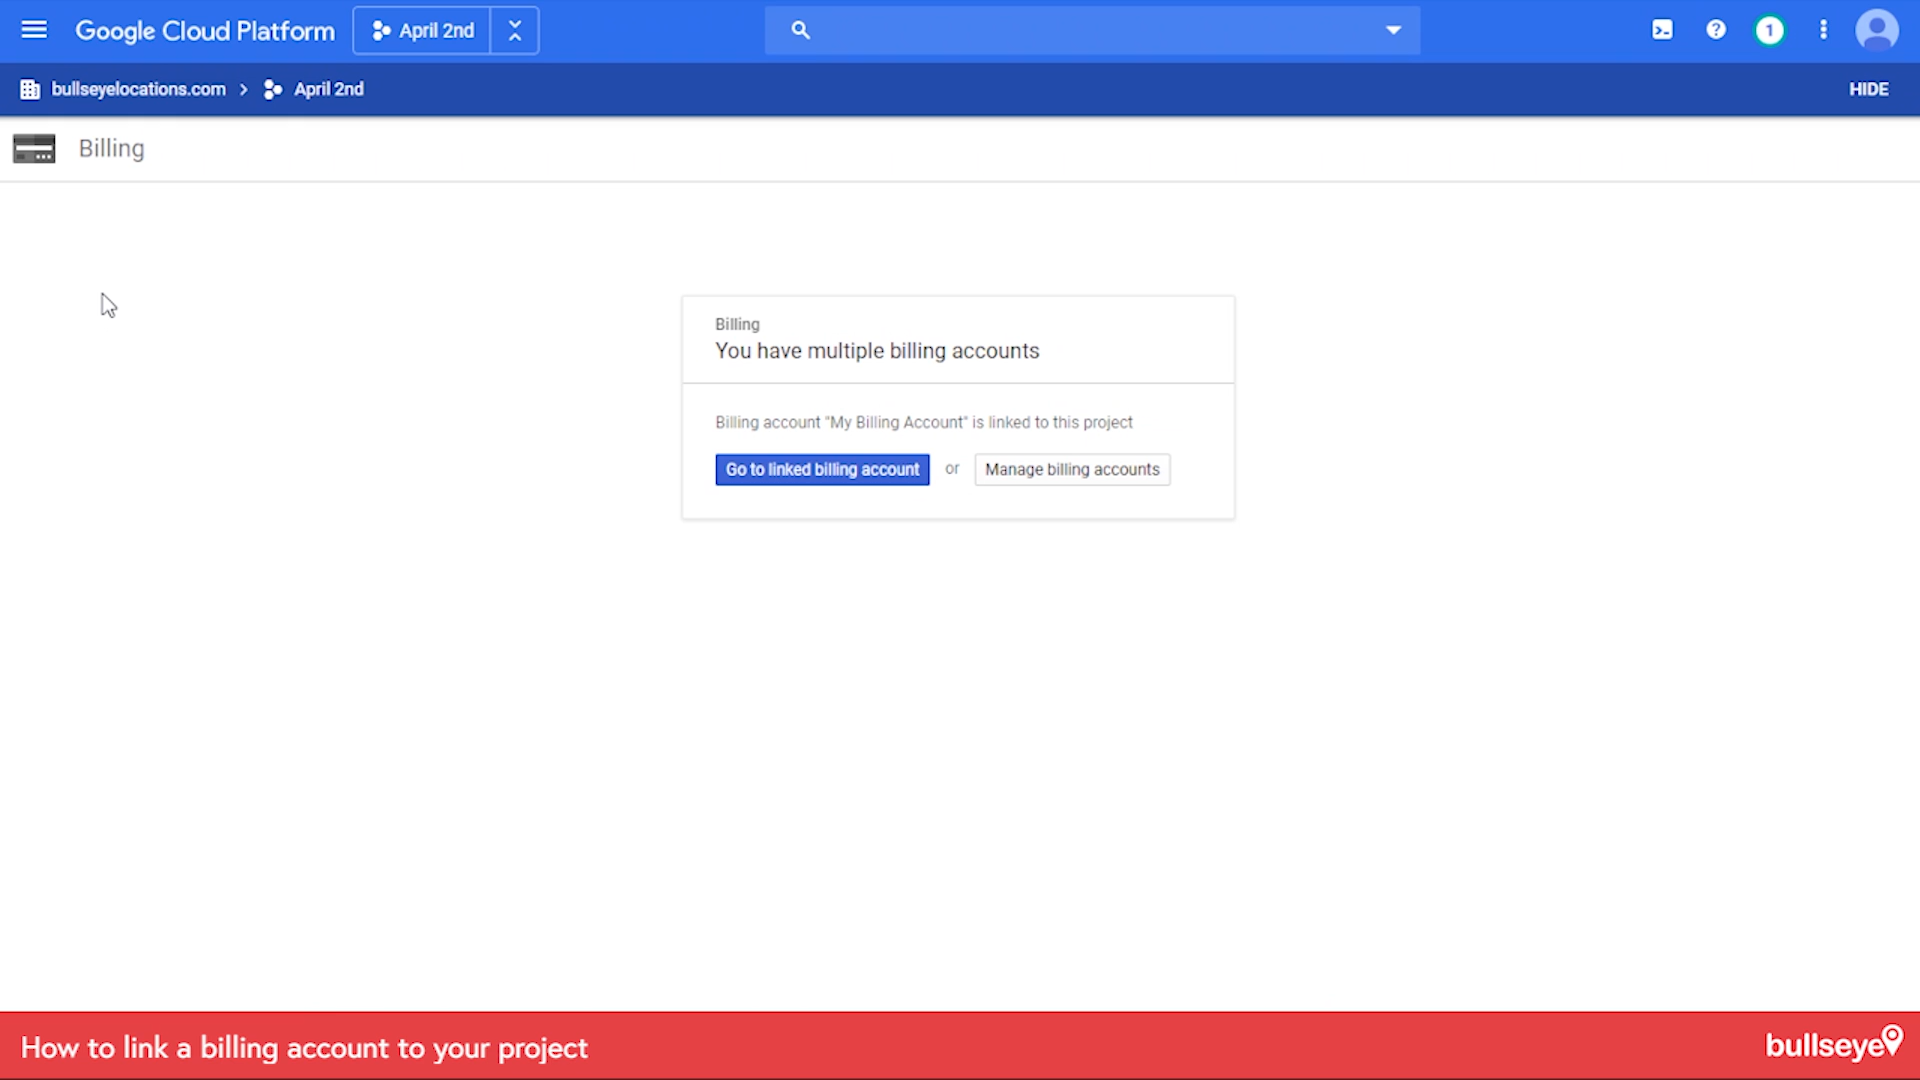 Google Cloud Platform
April 2nd
1
bullseyelocations.com > April 2nd
HIDE
Billing
Billing
You have multiple billing accounts
Billing account "My Billing Account" is linked to this project
Go to linked billing account or Manage billing accounts
How to link a billing account to your project
bullseye